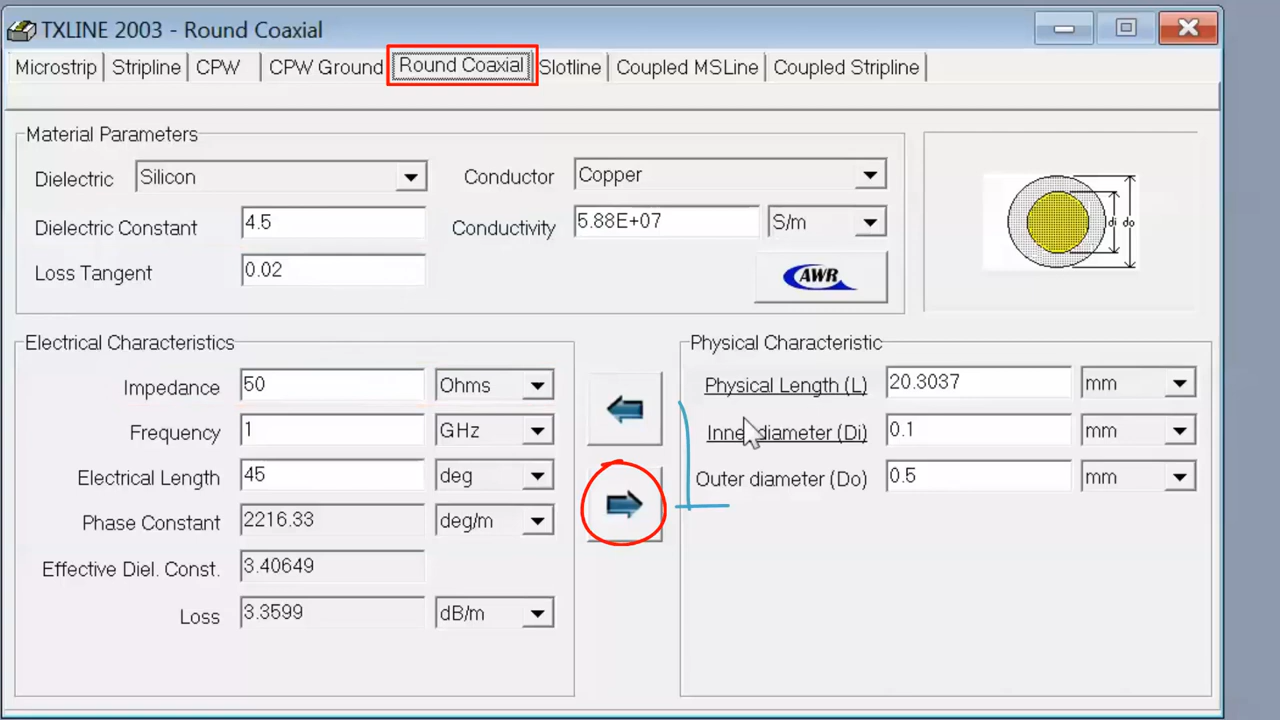 TXLINE 2003 - Round Coaxial
Microstrip Stripline CPW CPW Ground Round Coaxial Slotline Coupled MSLine Coupled Stripline
Material Parameters
Dielectric Silicon Conductor Copper
Dielectric Constant 4.5 Conductivity 5.88E+07 S/m
Loss Tangent 0.02
AWR
di do
Electrical Characteristics
Impedance 50 Ohms
Frequency 1 GHz
Electrical Length 45 deg
Phase Constant 2216.33 deg/m
Effective Diel. Const. 3.40649
Loss 3.3599 dB/m
Physical Characteristic
Physical Length (L) 20.3037 mm
Inner diameter (Di) 0.1 mm
Outer diameter (Do) 0.5 mm